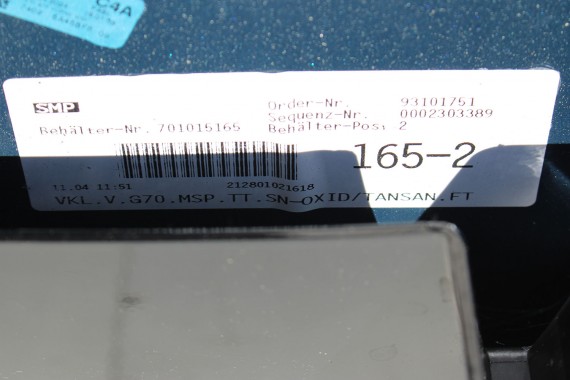 C4A
SMP
Order-Nr. 93101751
Sequenz-Nr. 0002303389
Behälter-Nr. 701015165 Behälter-Pos: 2
165-2
11.04 11:51 212801021618
VKL.V.G70.MSP.TT.SN-OXID/TANSAN.FT